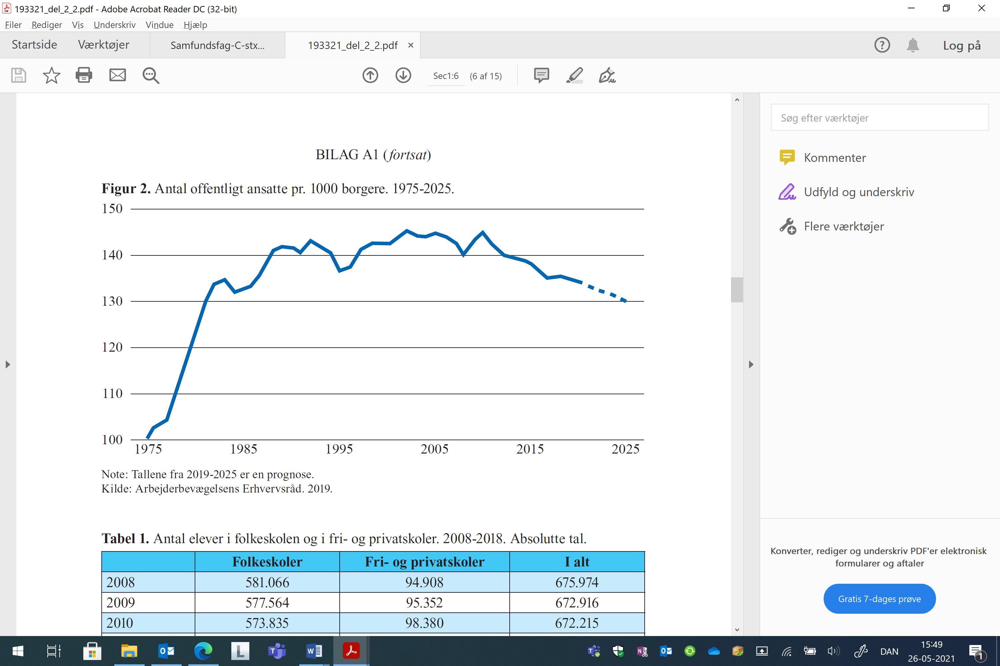 193321_del_2_2.pdf - Adobe Acrobat Reader DC (32-bit)
Filer Rediger Vis Underskriv Vindue Hjælp
Startside Værktøjer Samfundsfag-C-stx... 193321_del_2_2.pdf × ? Log på
Sec1:6 (6 af 15)
Søg efter værktøjer
Kommenter
Udfyld og underskriv
Flere værktøjer
BILAG A1 (fortsat)
Figur 2. Antal offentligt ansatte pr. 1000 borgere. 1975-2025.
150
140
130
120
110
100
1975 1985 1995 2005 2015 2025
Note: Tallene fra 2019-2025 er en prognose.
Kilde: Arbejderbevægelsens Erhvervsråd. 2019.
Tabel 1. Antal elever i folkeskolen og i fri- og privatskoler. 2008-2018. Absolutte tal.
Folkeskoler Fri- og privatskoler I alt
2008 581.066 94.908 675.974
2009 577.564 95.352 672.916
2010 573.835 98.380 672.215
Konverter, rediger og underskriv PDF'er elektronisk
formularer og aftaler
Gratis 7-dages prøve
DAN
15:49
26-05-2021
1